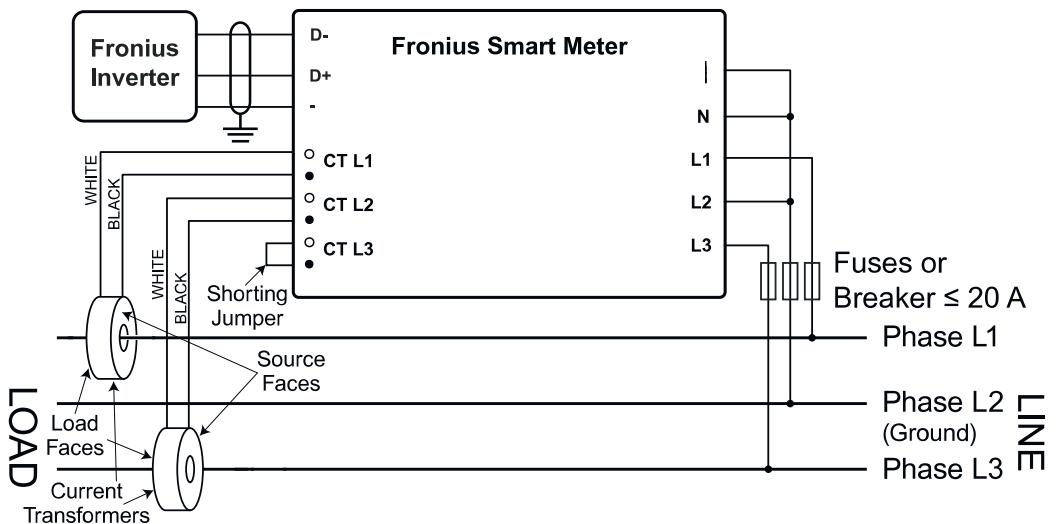 Fronius
Inverter
Fronius Smart Meter
D-
D+
-
CT L1
CT L2
CT L3
N
L1
L2
L3
WHITE
BLACK
WHITE
BLACK
Shorting
Jumper
Fuses or
Breaker ≤ 20 A
Phase L1
Source
Faces
Phase L2
(Ground)
Phase L3
LOAD
LINE
Load
Faces
Current
Transformers